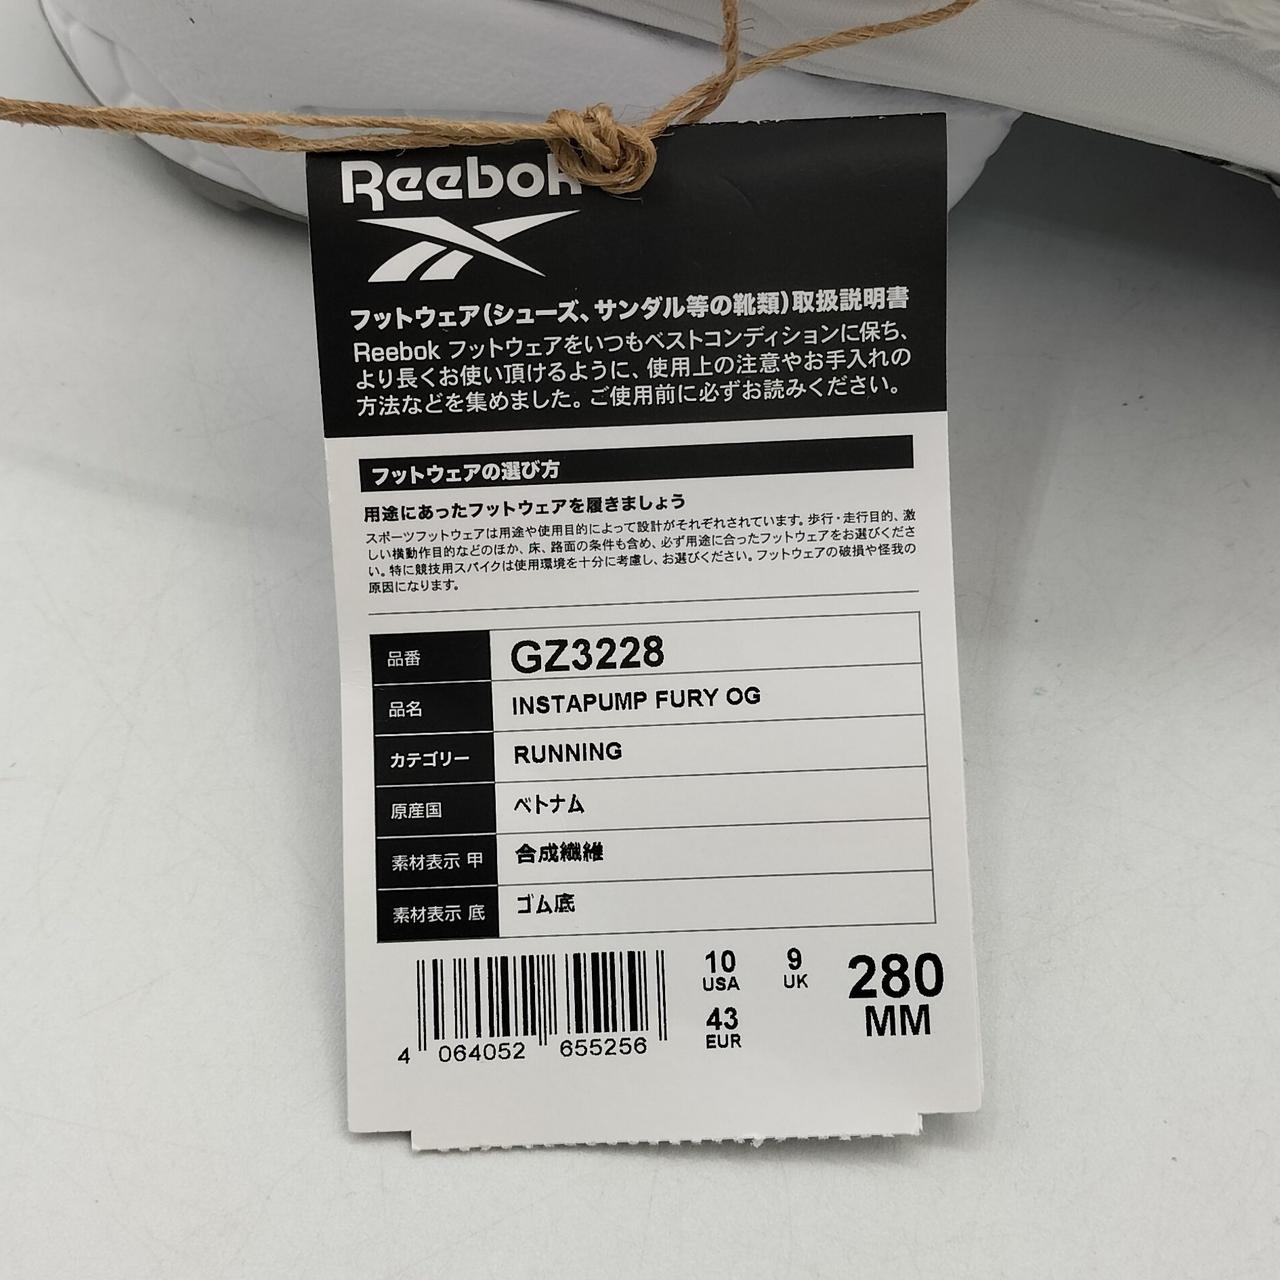 Reebok
フットウェア(シューズ、サンダル等の靴類)取扱説明書
Reebok フットウェアをいつもベストコンディションに保ち、
より長くお使い頂けるように、使用上の注意やお手入れの
方法などを集めました。ご使用前に必ずお読みください。
フットウェアの選び方
用途にあったフットウェアを履きましょう
スポーツフットウェアは用途や使用目的によって設計がそれぞれされています。歩行・走行目的、激
しい横動作目的などのほか、床、路面の条件も含め、必ず用途に合ったフットウェアをお選びくださ
い。特に競技用スパイクは使用環境を十分に考慮し、お選びください。フットウェアの破損や怪我の
原因になります。
品番 GZ3228
品名 INSTAPUMP FURY OG
カテゴリー RUNNING
原産国 ベトナム
素材表示 甲 合成繊維
素材表示 底 ゴム底
10 USA 9 UK 280 MM
43 EUR
4 064052 655256